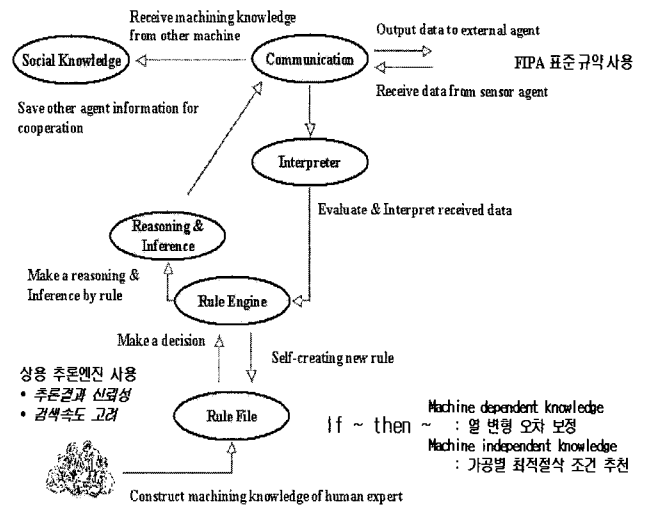 Receive machining knowledge
from other machine
Output data to external agent
Social Knowledge
Communication
FIPA 표준 규약 사용
Receive data from sensor agent
Save other agent information for
cooperation
Interpreter
Evaluate & Interpret received data
Reasoning &
Inference
Make a reasoning &
Inference by rule
Rule Engine
Make a decision
Self-creating new rule
상용 추론엔진 사용
• 추론결과 신뢰성
• 검색속도 고려
Rule File
If ~ then ~
Machine dependent knowledge
: 열 변형 오차 보정
Machine independent knowledge
: 가공별 최적절삭 조건 추천
Construct machining knowledge of human expert